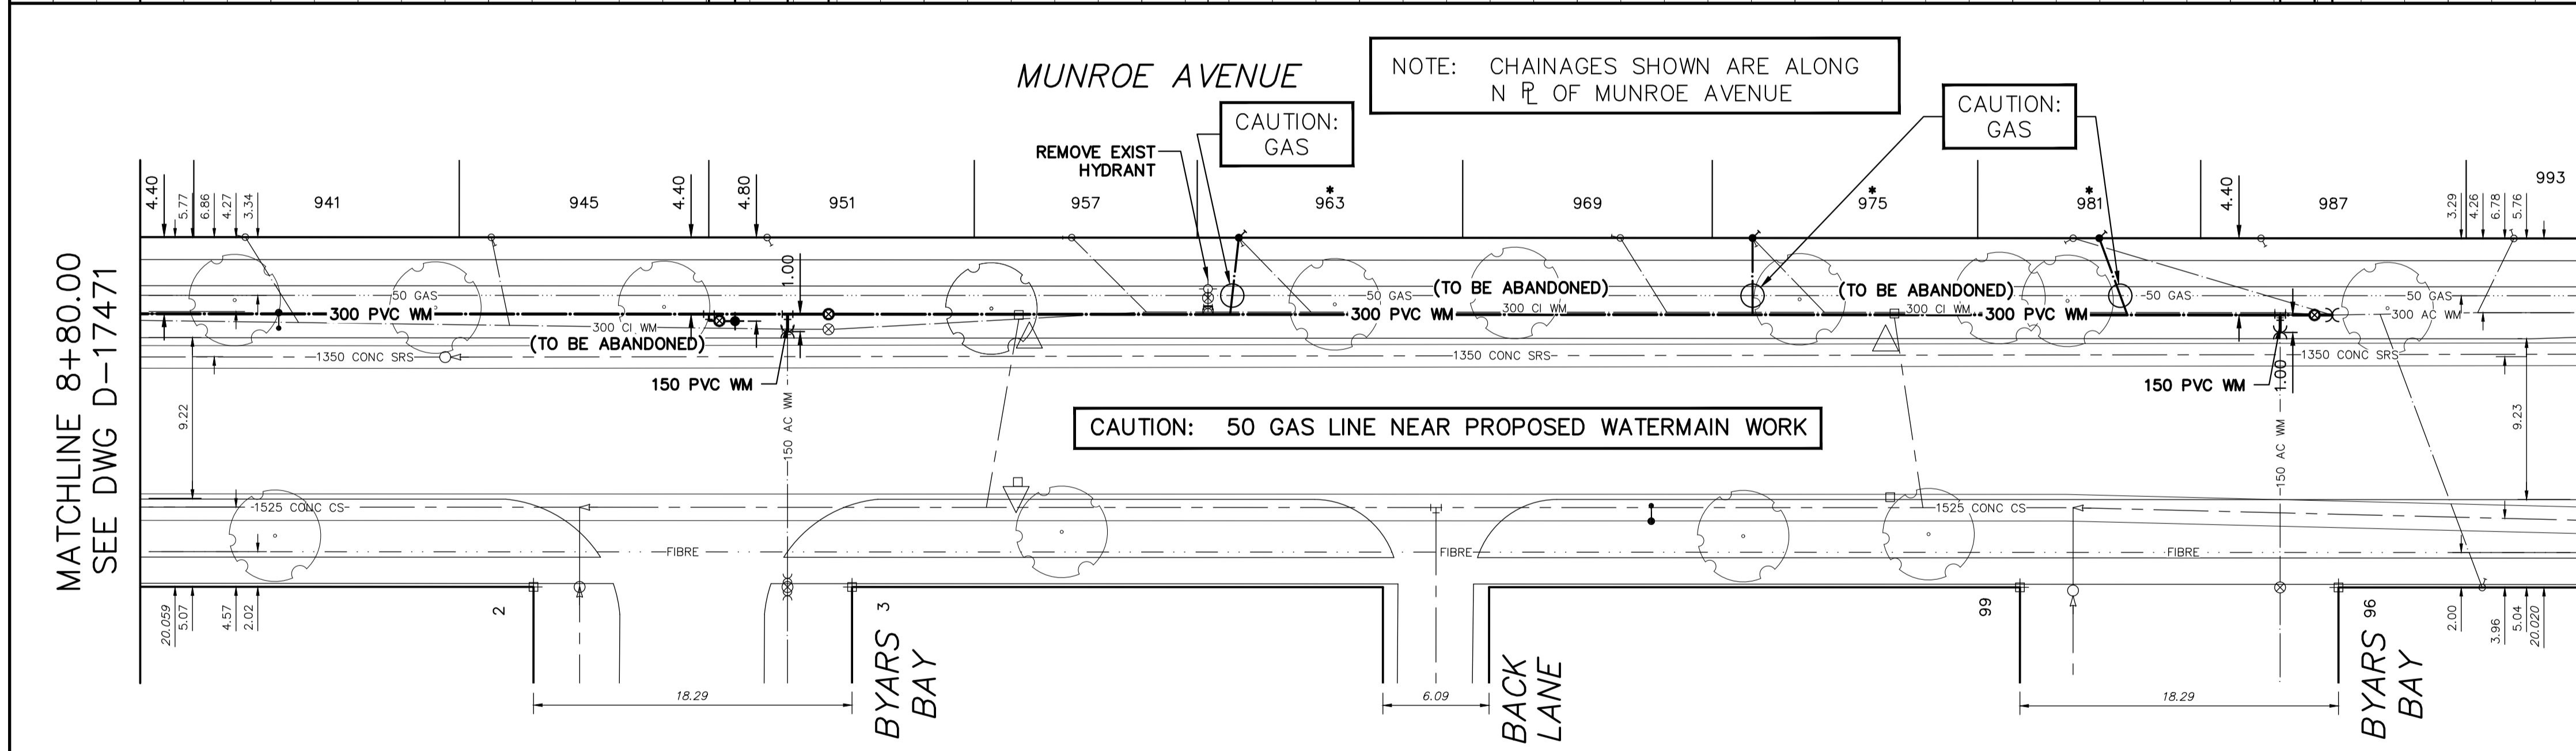 MUNROE AVENUE
NOTE: CHAINAGES SHOWN ARE ALONG
N ⅊ OF MUNROE AVENUE
CAUTION:
GAS
CAUTION:
GAS
REMOVE EXIST
HYDRANT
4.40
5.77
6.86
4.27
3.34
941
945
4.40
4.80
951
957
*
963
969
*
975
*
981
4.40
987
3.29
4.26
6.78
5.76
993
MATCHLINE 8+80.00
SEE DWG D-17471
1.00
50 GAS
300 PVC WM
300 CI WM
(TO BE ABANDONED)
50 GAS
(TO BE ABANDONED)
300 PVC WM
300 CI WM
(TO BE ABANDONED)
300 CI WM
50 GAS
300 PVC WM
50 GAS
300 AC WM
1350 CONC SRS
1350 CONC SRS
1350 CONC SRS
150 PVC WM
150 PVC WM
1.00
9.22
150 AC WM
CAUTION: 50 GAS LINE NEAR PROPOSED WATERMAIN WORK
150 AC WM
9.23
1525 CONC CS
1525 CONC CS
FIBRE
FIBRE
FIBRE
20.059
5.07
4.57
2.02
2
3
99
96
2.00
3.96
5.04
20.020
18.29
BYARS
BAY
6.09
BACK
LANE
18.29
BYARS
BAY